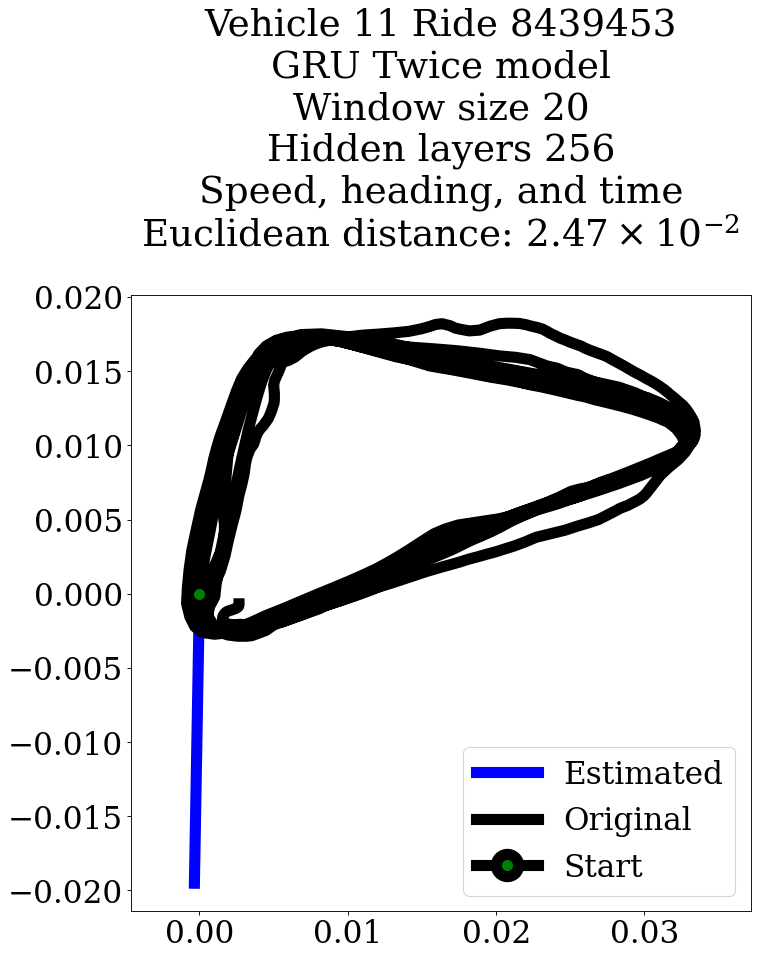 Vehicle 11 Ride 8439453
GRU Twice model
Window size 20
Hidden layers 256
Speed, heading, and time
Euclidean distance: 2.47 × 10⁻²
0.020
0.015
0.010
0.005
0.000
−0.005
−0.010
−0.015
−0.020
Estimated
Original
Start
0.00 0.01 0.02 0.03